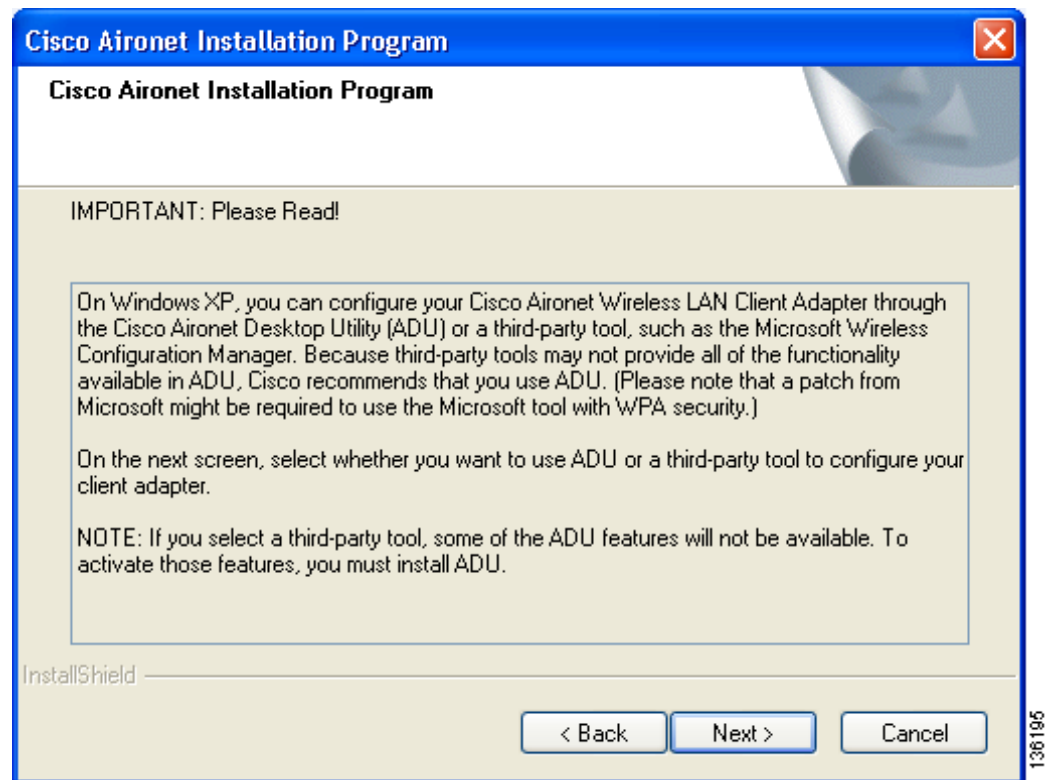 Cisco Aironet Installation Program
Cisco Aironet Installation Program
IMPORTANT: Please Read!
On Windows XP, you can configure your Cisco Aironet Wireless LAN Client Adapter through
the Cisco Aironet Desktop Utility (ADU) or a third-party tool, such as the Microsoft Wireless
Configuration Manager. Because third-party tools may not provide all of the functionality
available in ADU, Cisco recommends that you use ADU. (Please note that a patch from
Microsoft might be required to use the Microsoft tool with WPA security.)
On the next screen, select whether you want to use ADU or a third-party tool to configure your
client adapter.
NOTE: If you select a third-party tool, some of the ADU features will not be available. To
activate those features, you must install ADU.
InstallShield
< Back
Next >
Cancel
136195